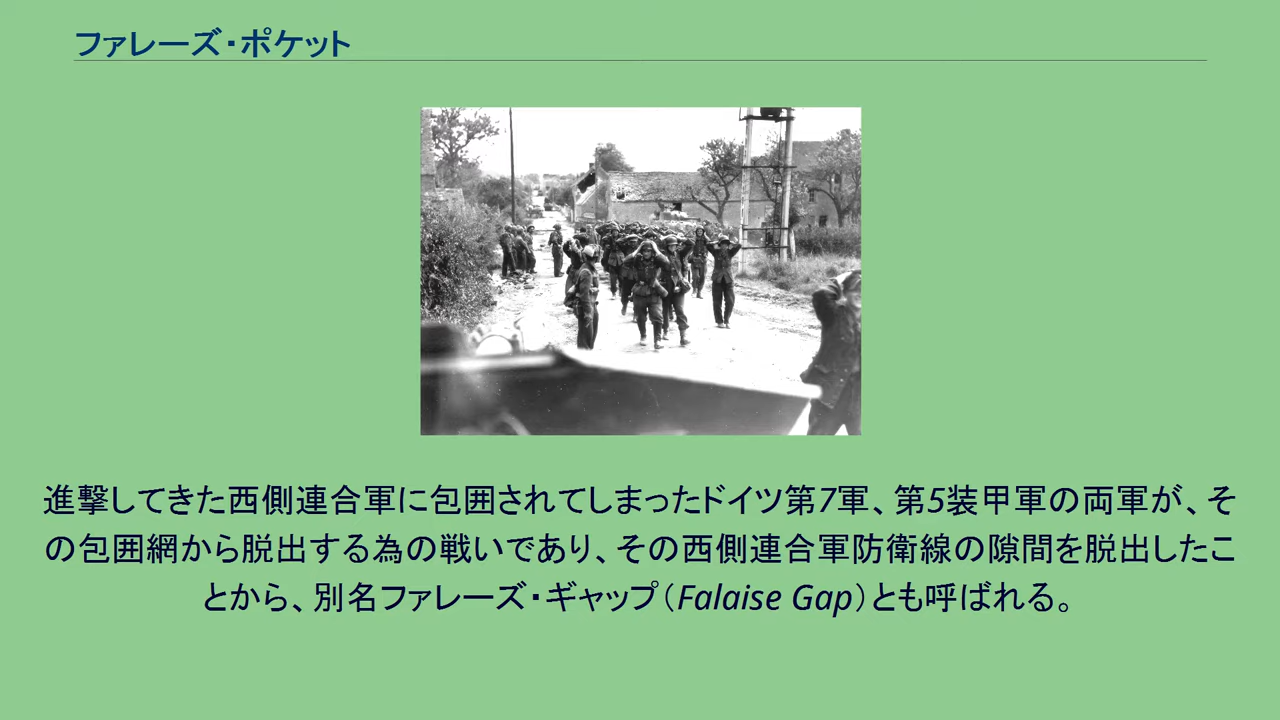 ファレーズ・ポケット
進撃してきた西側連合軍に包囲されてしまったドイツ第7軍、第5装甲軍の両軍が、そ
の包囲網から脱出する為の戦いであり、その西側連合軍防衛線の隙間を脱出したこ
とから、別名ファレーズ・ギャップ（Falaise Gap）とも呼ばれる。